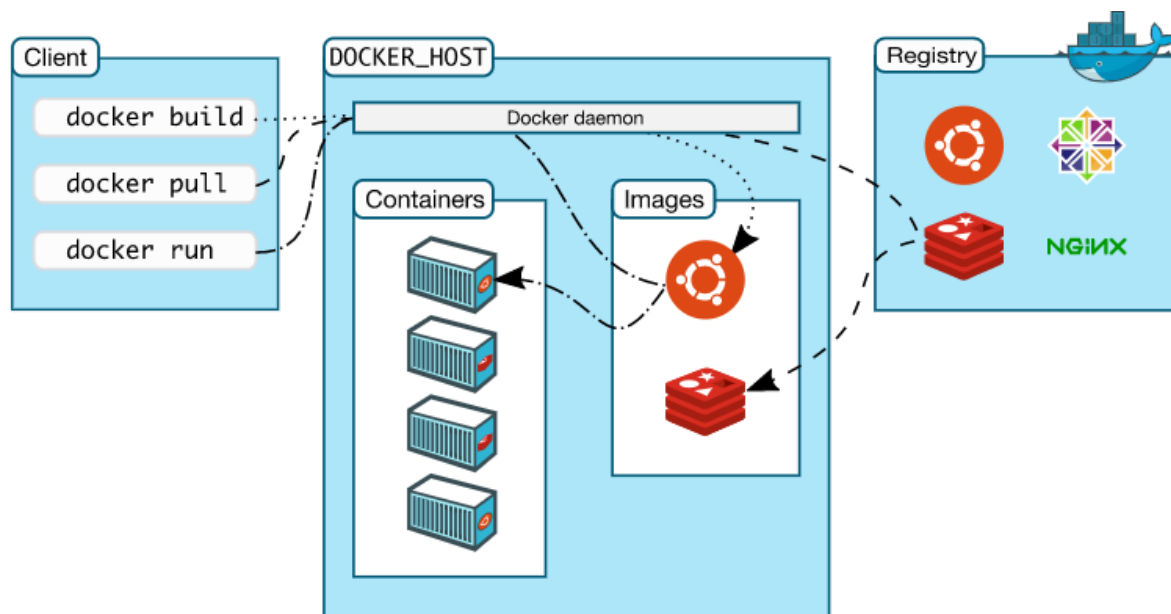 Client
docker build
docker pull
docker run
DOCKER_HOST
Docker daemon
Containers
Images
Registry
NGiNX